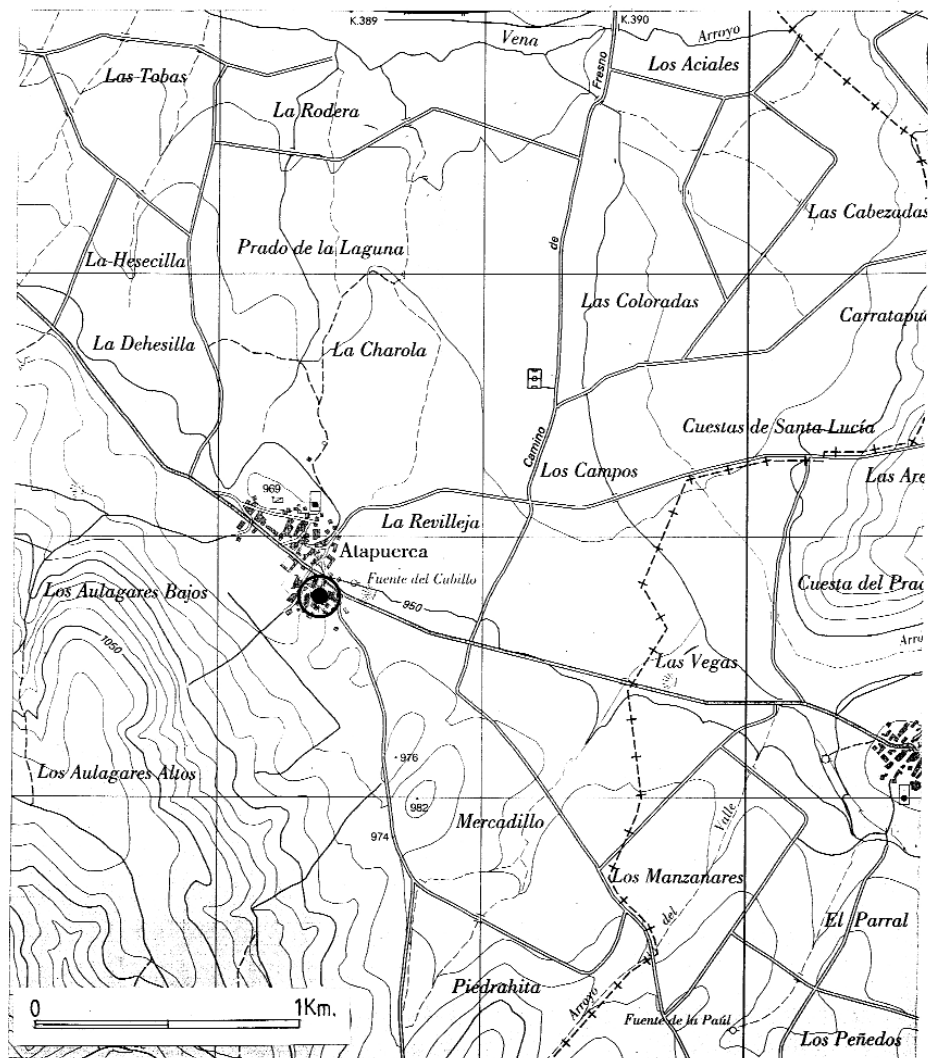 K.389
K.390
Vena
Arroyo
Las Tobas
Fresno
Los Aciales
La Rodera
Las Cabezadas
de
Prado de la Laguna
La Hesecilla
Las Coloradas
Carratapu
La Dehesilla
La Charola
Camino
Cuestas de Santa Lucía
Los Campos
Las Are
969
La Revilleja
Atapuerca
Fuente del Cubillo
Los Aulagares Bajos
950
Cuesta del Prad
Arro
1050
Las Vegas
976
Los Aulagares Altos
982
Mercadillo
Valle
974
Los Manzanares
del
El Parral
Piedrahita
Arroyo
Fuente de la Paúl
Los Peñedos
0 1Km.